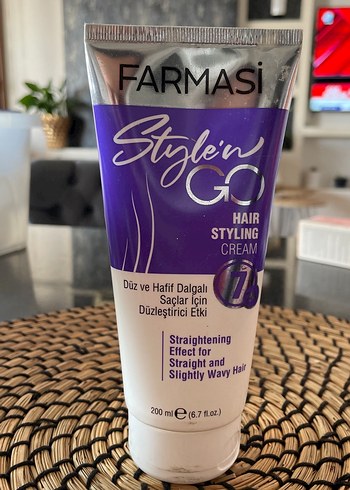 FARMASİ
Style'n
GO
HAIR
STYLING
CREAM
7
Düz ve Hafif Dalgalı
Saçlar İçin
Düzleştirici Etki
Straightening
Effect for
Straight and
Slightly Wavy Hair
200 ml e (6.7 fl.oz.)